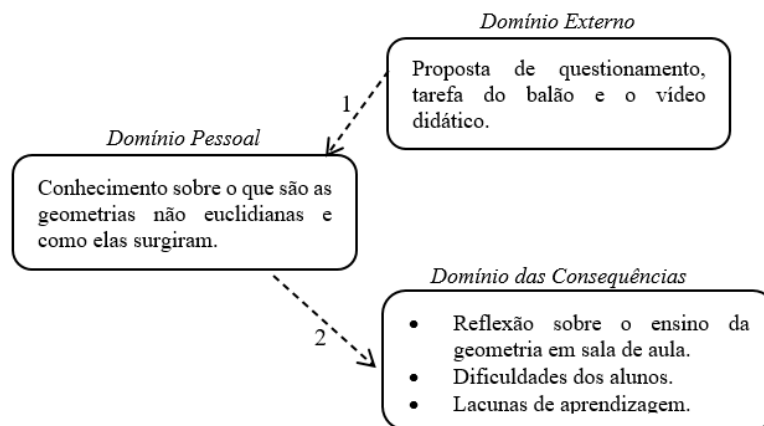 Domínio Externo
Proposta de questionamento,
tarefa do balão e o vídeo
didático.
1
Domínio Pessoal
Conhecimento sobre o que são as
geometrias não euclidianas e
como elas surgiram.
2
Domínio das Consequências
• Reflexão sobre o ensino da
geometria em sala de aula.
• Dificuldades dos alunos.
• Lacunas de aprendizagem.